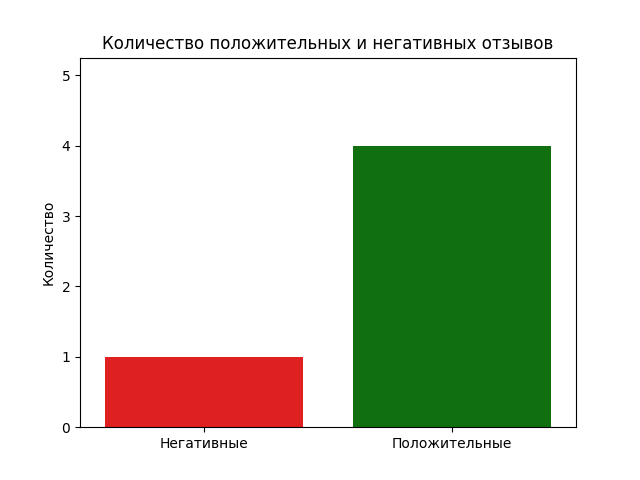 Количество положительных и негативных отзывов
5
4
3
2
1
0
Количество
Негативные
Положительные